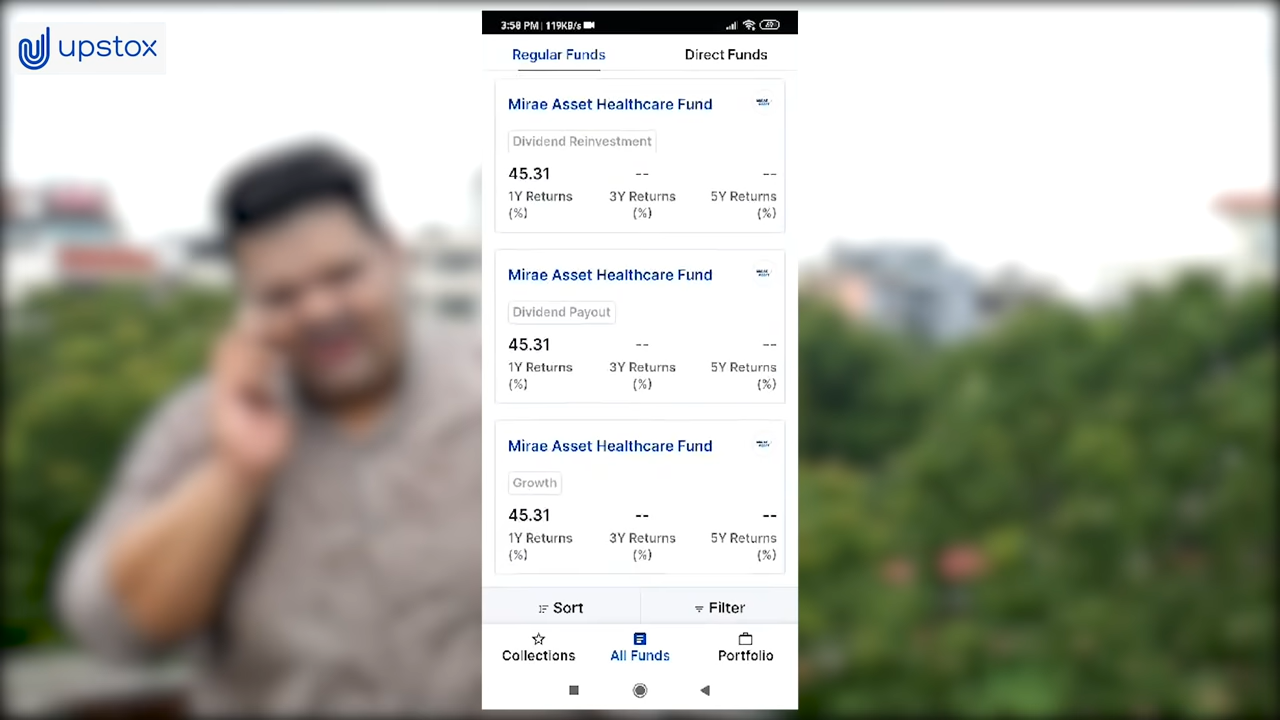 upstox
3:58 PM | 119KB/s
Regular Funds Direct Funds
Mirae Asset Healthcare Fund
Dividend Reinvestment
45.31 -- --
1Y Returns 3Y Returns 5Y Returns
(%) (%) (%)
Mirae Asset Healthcare Fund
Dividend Payout
45.31 -- --
1Y Returns 3Y Returns 5Y Returns
(%) (%) (%)
Mirae Asset Healthcare Fund
Growth
45.31 -- --
1Y Returns 3Y Returns 5Y Returns
(%) (%) (%)
Sort Filter
Collections All Funds Portfolio